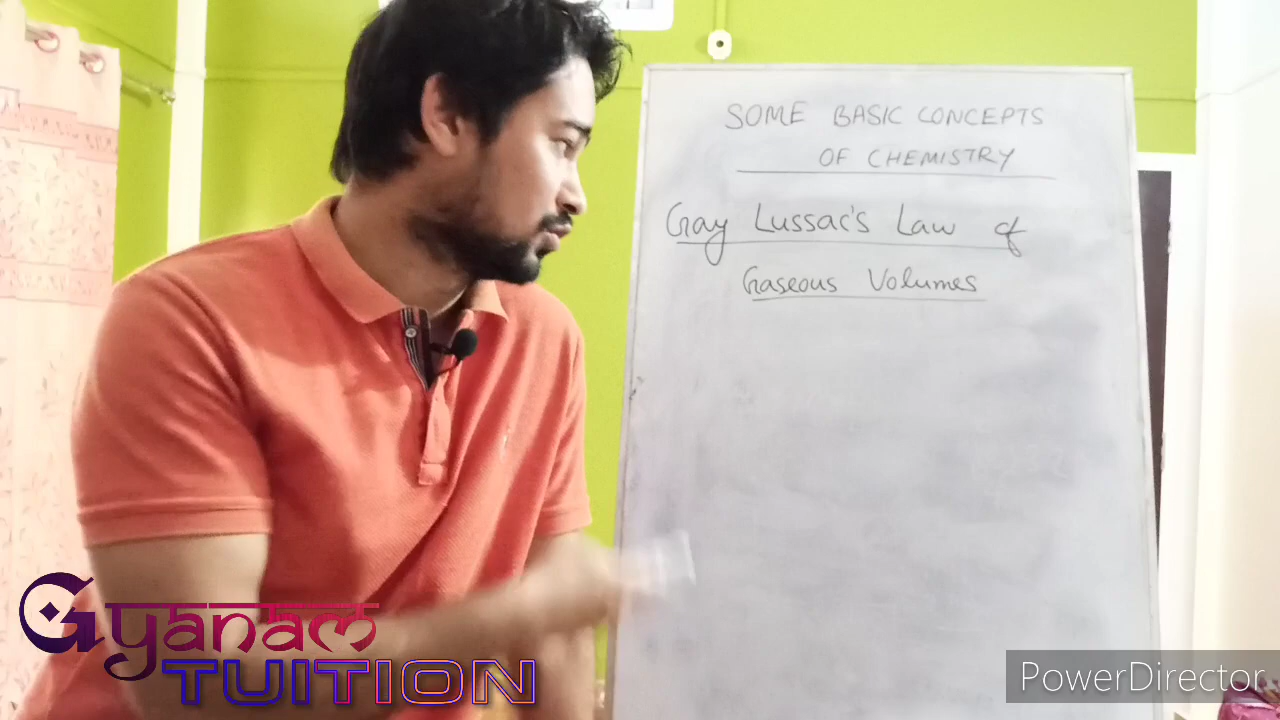 SOME BASIC CONCEPTS
OF CHEMISTRY
Gay Lussac's Law of
Gaseous Volumes
Gyanam
TUITION
PowerDirector